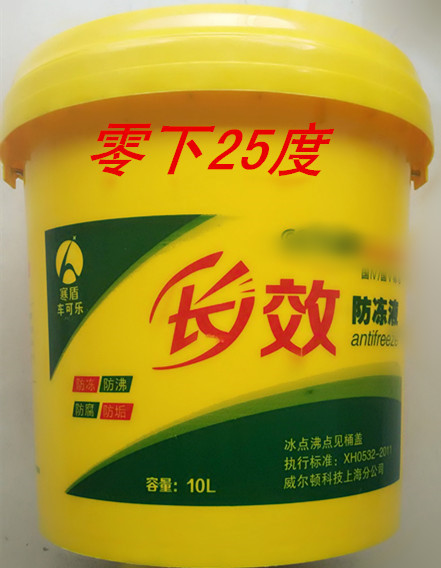 零下25度
寒盾
车可乐
长效
防冻液
antifreeze
防冻 防沸
防腐 防垢
冰点沸点见桶盖
执行标准：XH0532-2011
威尔顿科技上海分公司
容量：10L